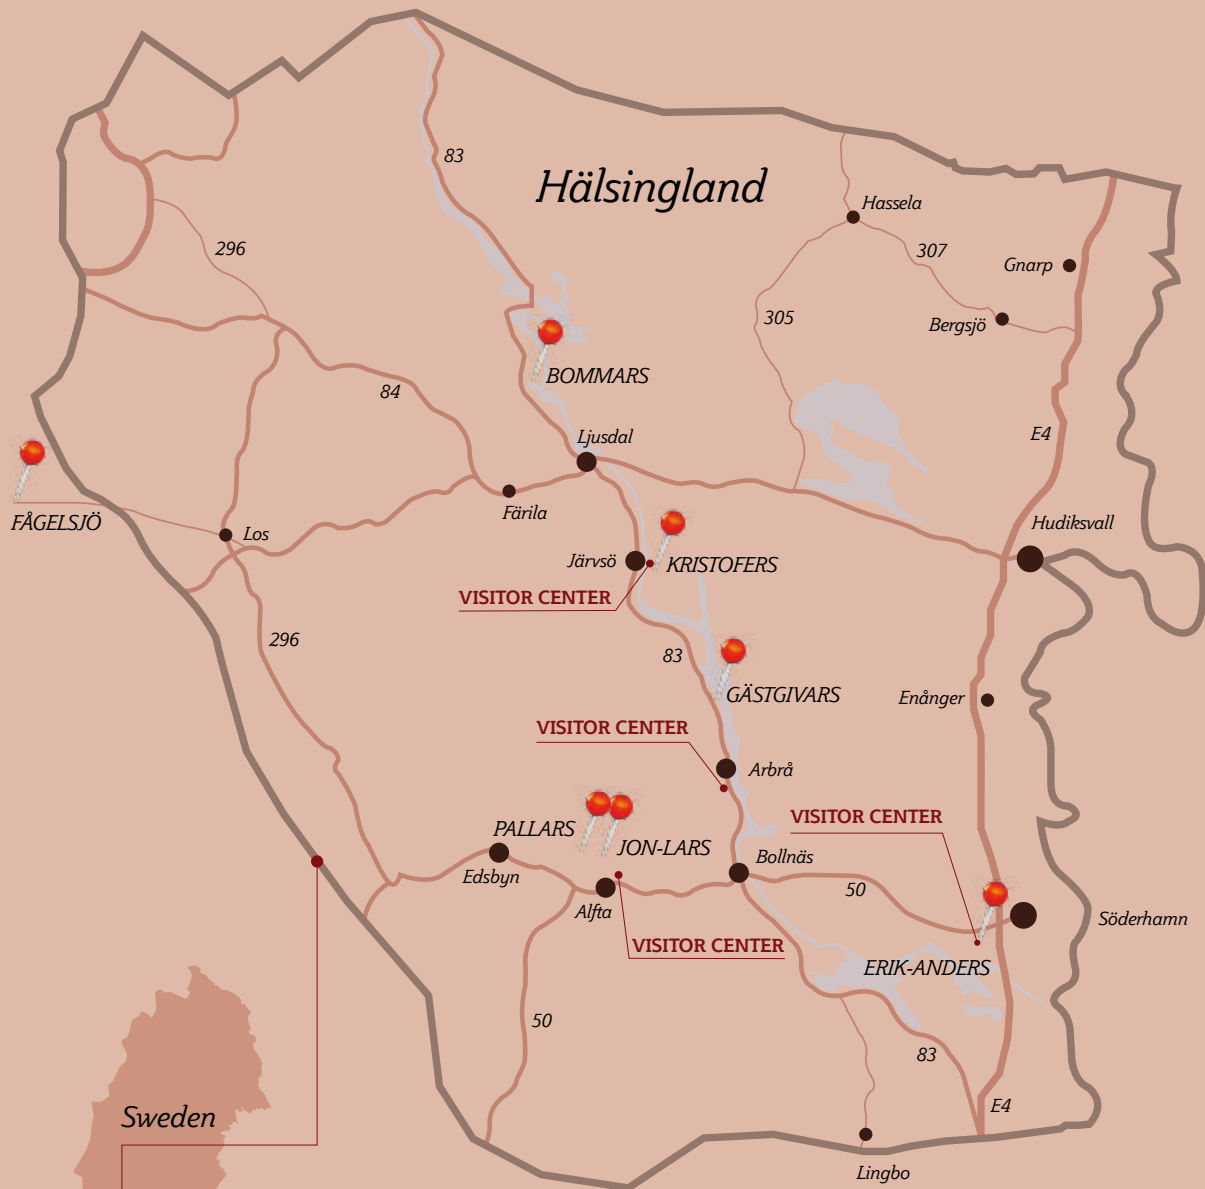 83
Hälsingland
Hassela
296
307
Gnarp
305
Bergsjö
BOMMARS
84
E4
Ljusdal
Färila
FÅGELSJÖ
Los
Hudiksvall
Järvsö
KRISTOFERS
VISITOR CENTER
296
83
GÄSTGIVARS
Enånger
VISITOR CENTER
Arbrå
VISITOR CENTER
PALLARS
JON-LARS
Bollnäs
Edsbyn
50
Alfta
Söderhamn
VISITOR CENTER
ERIK-ANDERS
50
83
E4
Sweden
Lingbo